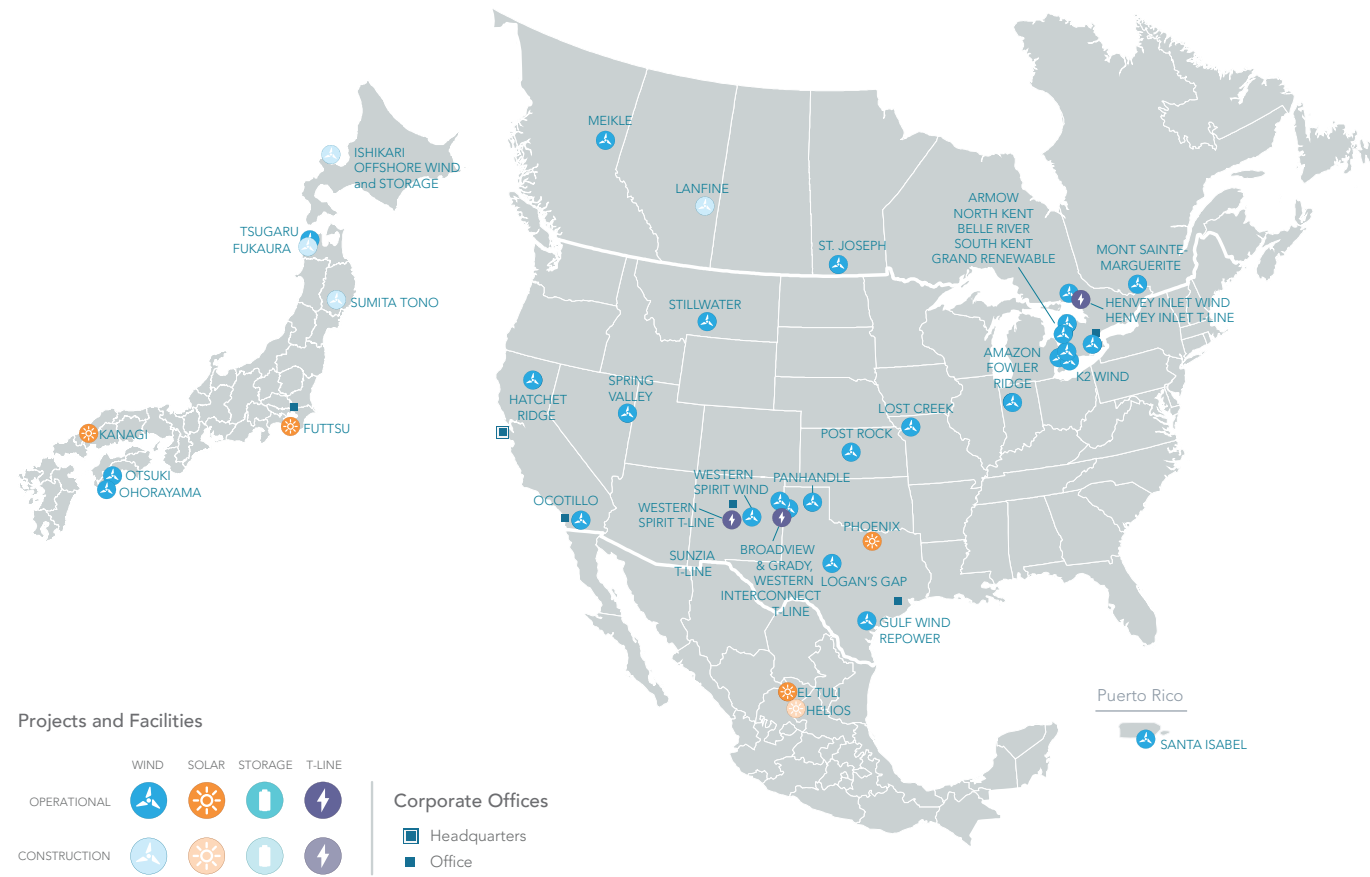 MEIKLE
ISHIKARI
OFFSHORE WIND
and STORAGE
LANFINE
ARMOW
NORTH KENT
BELLE RIVER
SOUTH KENT
GRAND RENEWABLE
TSUGARU
FUKAURA
ST. JOSEPH
MONT SAINTE-
MARGUERITE
SUMITA TONO
STILLWATER
HENVEY INLET WIND
HENVEY INLET T-LINE
AMAZON
FOWLER
RIDGE
K2 WIND
SPRING
VALLEY
HATCHET
RIDGE
LOST CREEK
KANAGI
FUTTSU
POST ROCK
OTSUKI
OHORAYAMA
WESTERN
SPIRIT WIND
PANHANDLE
OCOTILLO
WESTERN
SPIRIT T-LINE
PHOENIX
SUNZIA
T-LINE
BROADVIEW
& GRADY,
WESTERN
INTERCONNECT
T-LINE
LOGAN'S GAP
GULF WIND
REPOWER
EL TULI
HELIOS
Puerto Rico
SANTA ISABEL
Projects and Facilities
WIND SOLAR STORAGE T-LINE
OPERATIONAL
CONSTRUCTION
Corporate Offices
Headquarters
Office